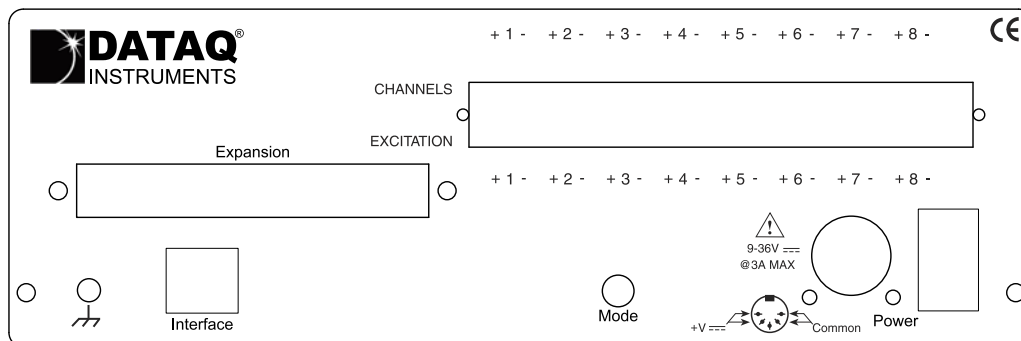 DATAQ®
INSTRUMENTS
+ 1 - + 2 - + 3 - + 4 - + 5 - + 6 - + 7 - + 8 -
CE
CHANNELS
EXCITATION
Expansion
+ 1 - + 2 - + 3 - + 4 - + 5 - + 6 - + 7 - + 8 -
9-36V
@3A MAX
Interface
Mode
+V
Common
Power